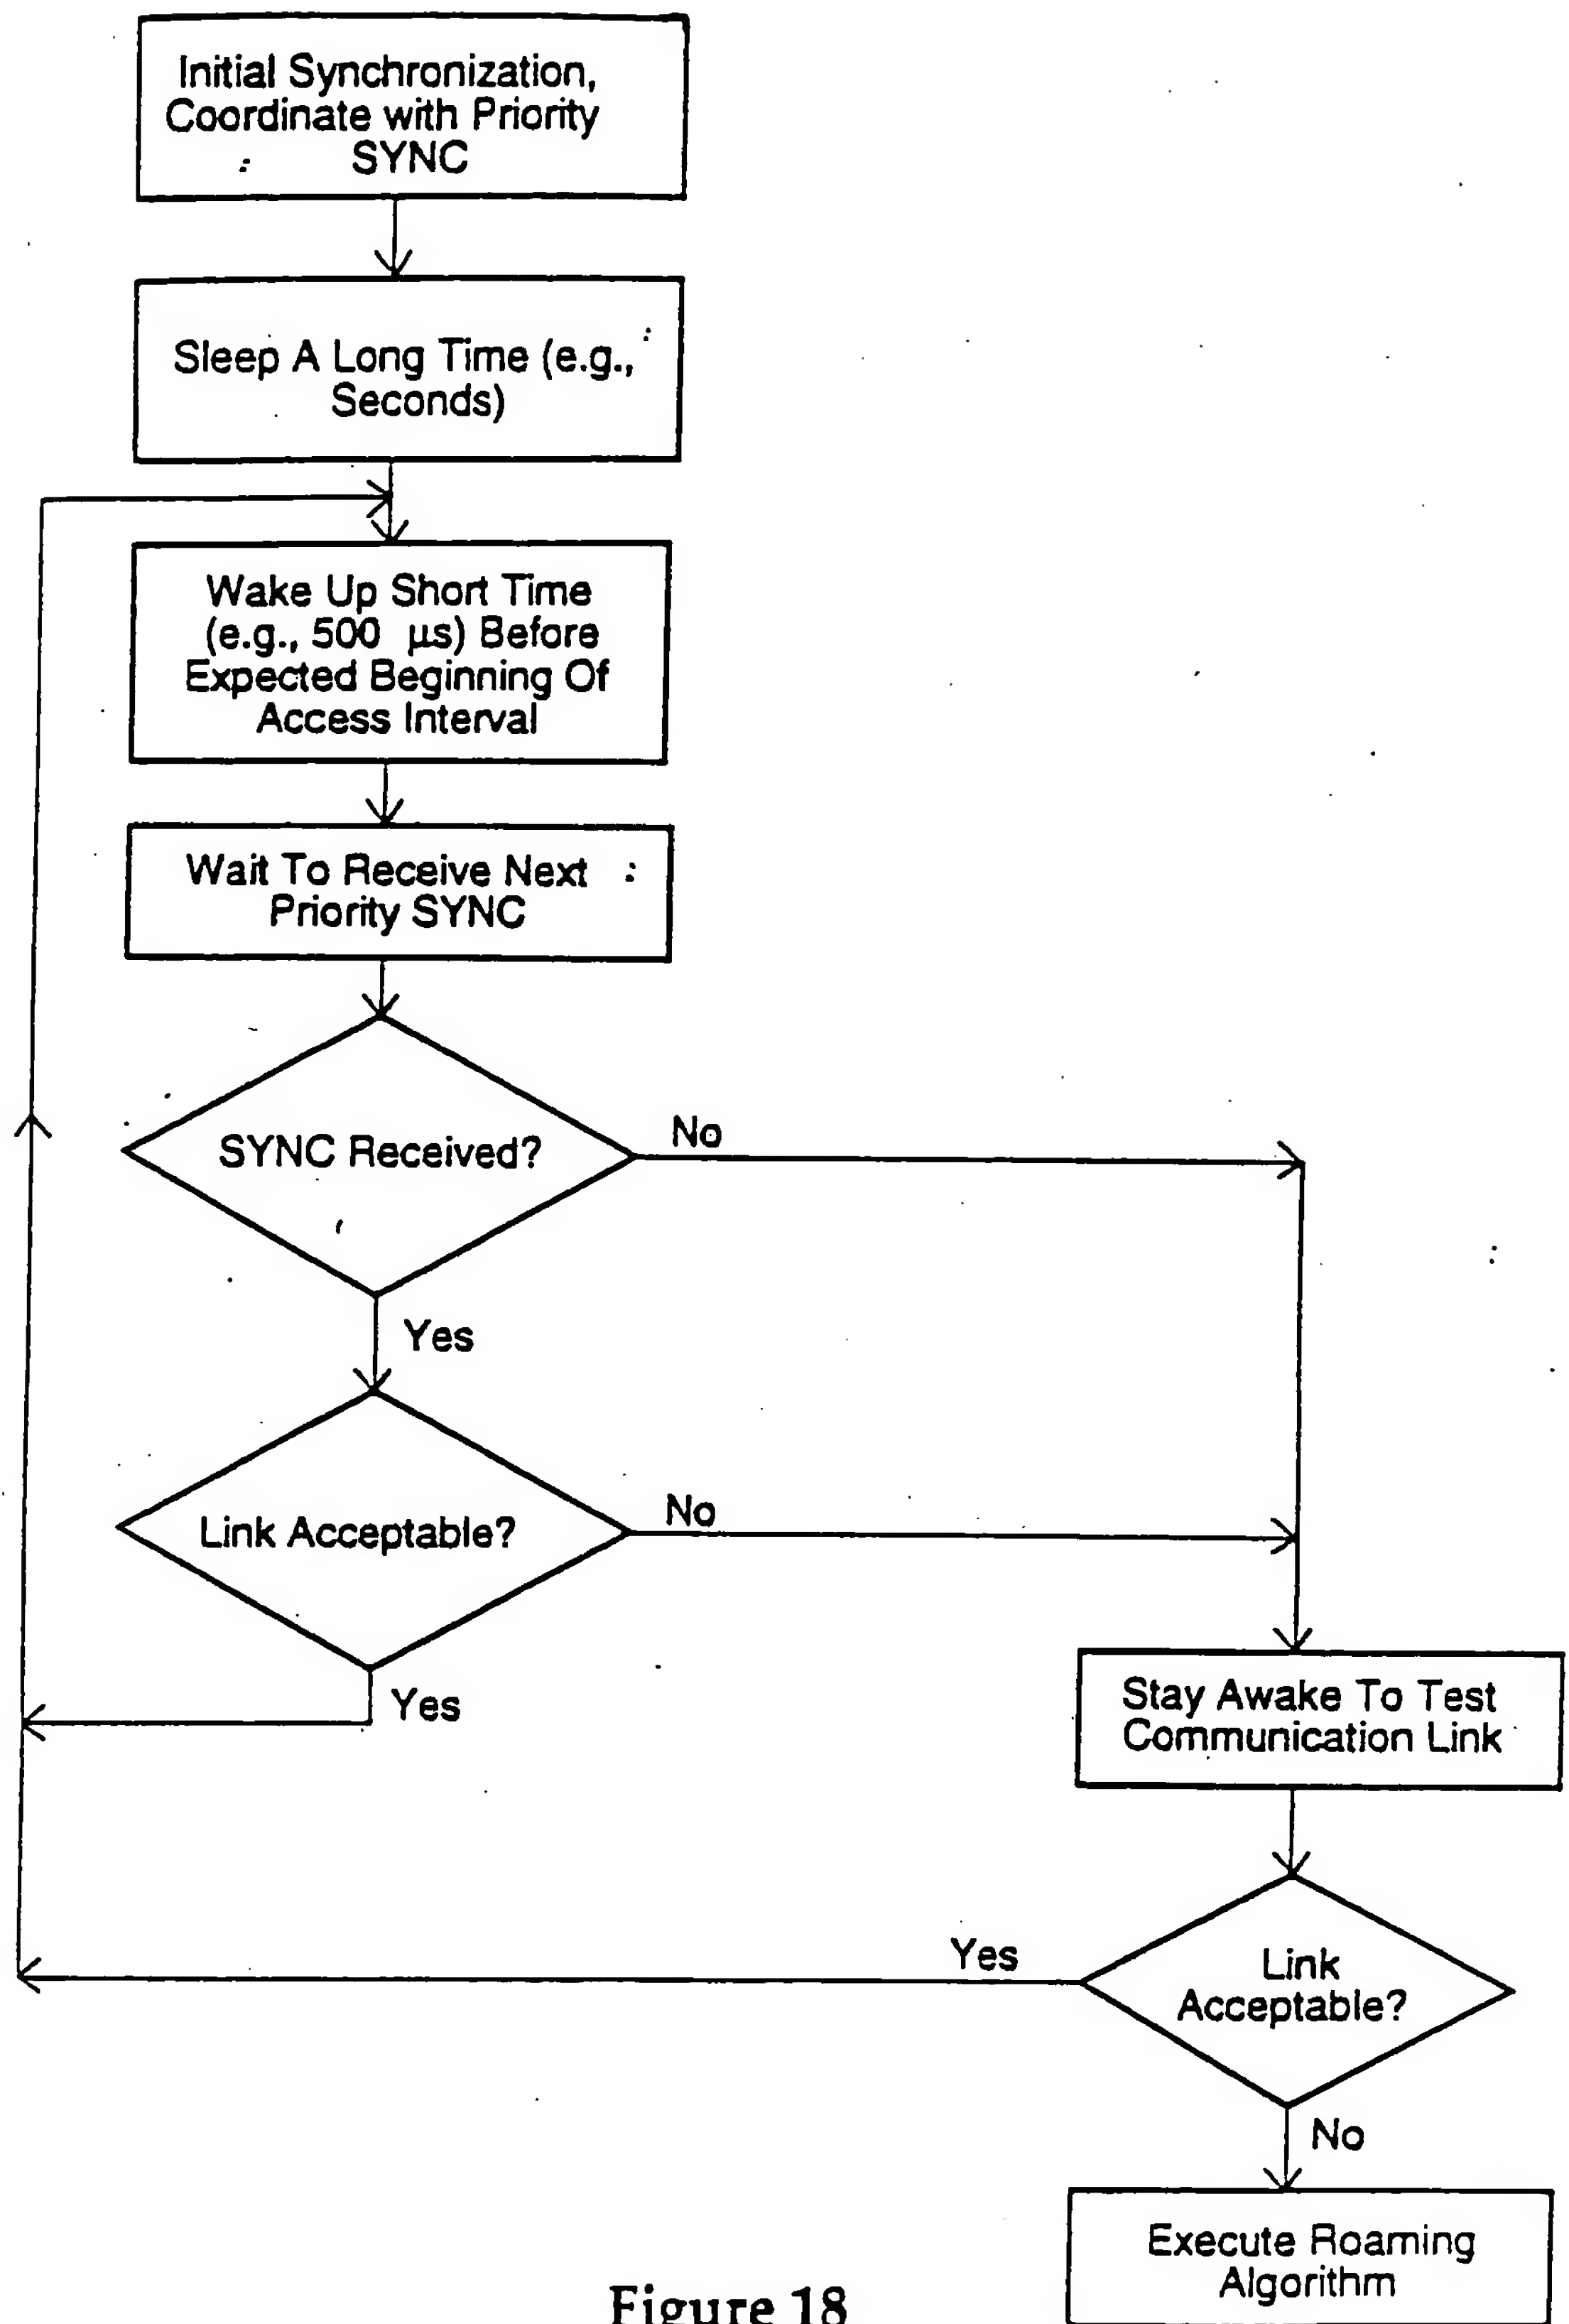 Initial Synchronization,
Coordinate with Priority
SYNC
Sleep A Long Time (e.g.,
Seconds)
Wake Up Short Time
(e.g., 500 µs) Before
Expected Beginning Of
Access Interval
Wait To Receive Next
Priority SYNC
SYNC Received?
No
Yes
Link Acceptable?
No
Yes
Stay Awake To Test
Communication Link
Link
Acceptable?
Yes
No
Execute Roaming
Algorithm
Figure 18